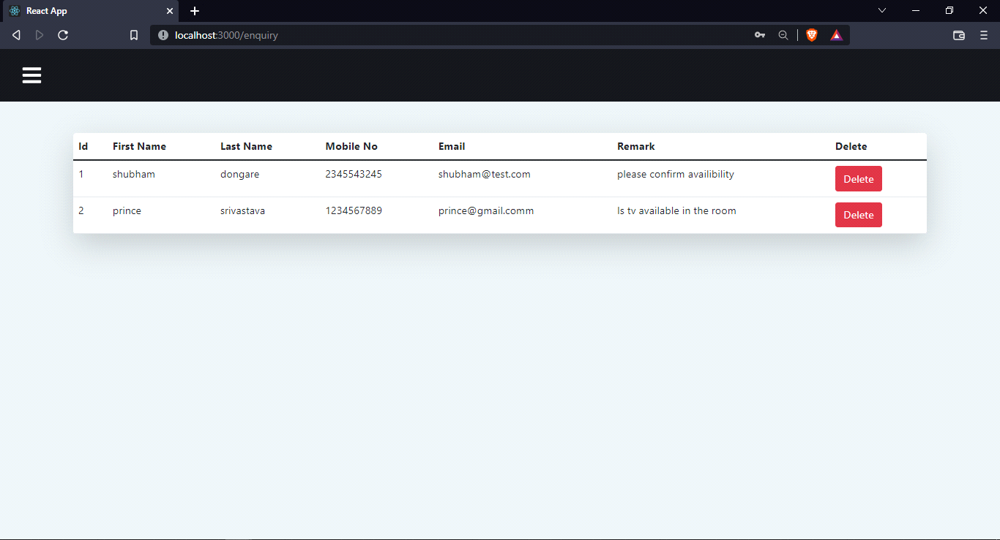 React App
localhost:3000/enquiry
Id First Name Last Name Mobile No Email Remark Delete
1 shubham dongare 2345543245 shubham@test.com please confirm availibility Delete
2 prince srivastava 1234567889 prince@gmail.comm Is tv available in the room Delete